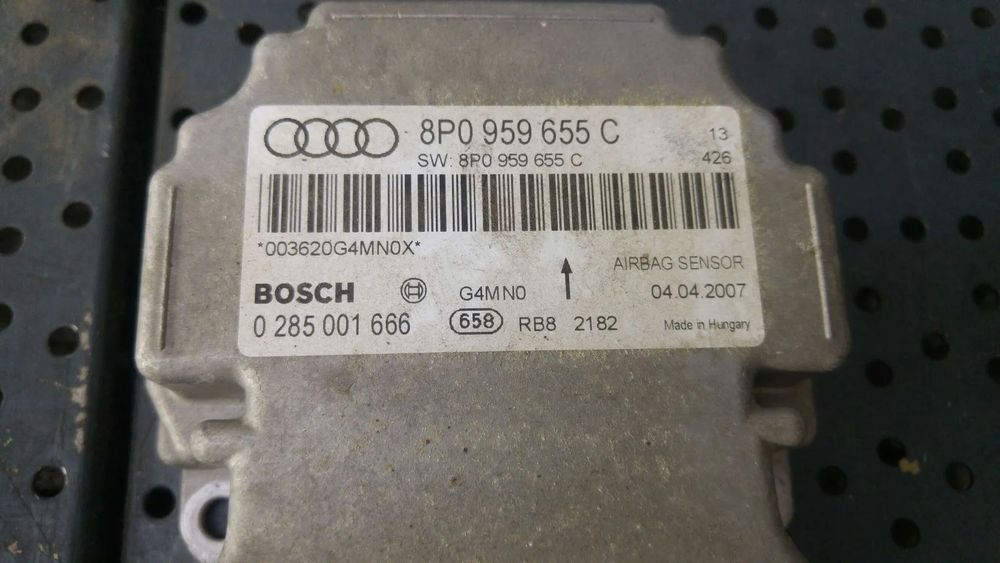 8P0 959 655 C
13
SW: 8P0 959 655 C
426
*003620G4MN0X*
AIRBAG SENSOR
BOSCH
G4MN0
04.04.2007
0 285 001 666
658
RB8 2182
Made in Hungary